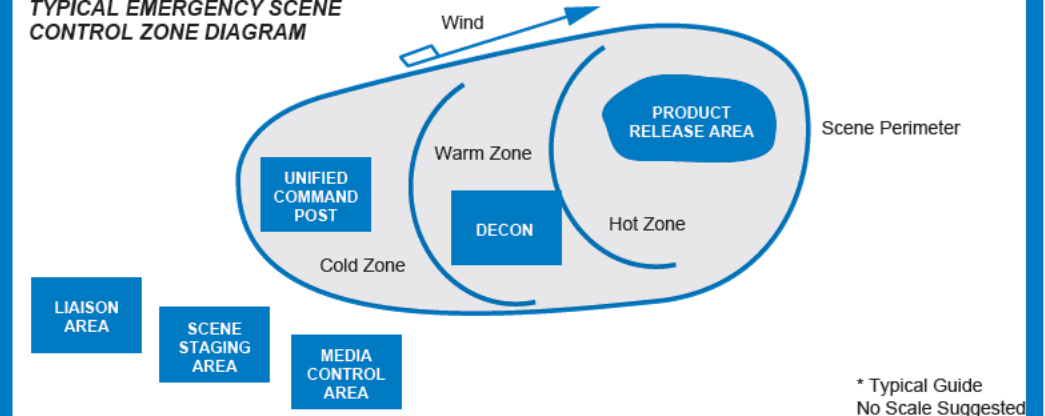 TYPICAL EMERGENCY SCENE
CONTROL ZONE DIAGRAM
Wind
PRODUCT
RELEASE AREA
Scene Perimeter
Warm Zone
UNIFIED
COMMAND
POST
DECON
Hot Zone
Cold Zone
LIAISON
AREA
SCENE
STAGING
AREA
MEDIA
CONTROL
AREA
* Typical Guide
No Scale Suggested